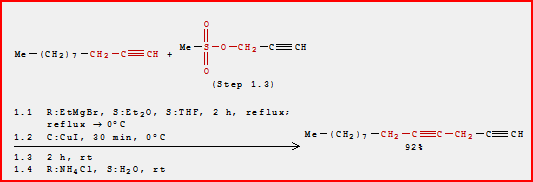 O
Me—(CH2)7—CH2—C≡CH + Me—S—O—CH2—C≡CH
O
(Step 1.3)
1.1 R:EtMgBr, S:Et2O, S:THF, 2 h, reflux;
reflux → 0°C
1.2 C:CuI, 30 min, 0°C
Me—(CH2)7—CH2—C≡C—CH2—C≡CH
92%
1.3 2 h, rt
1.4 R:NH4Cl, S:H2O, rt